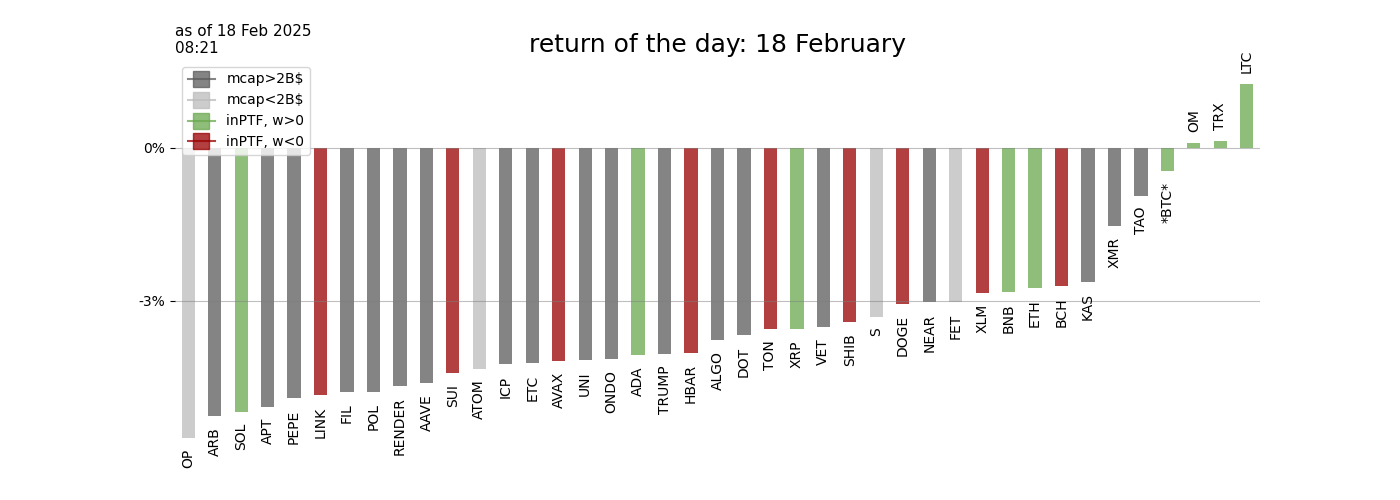 as of 18 Feb 2025
08:21
return of the day: 18 February
mcap>2B$
mcap<2B$
inPTF, w>0
inPTF, w<0
0%
-3%
OP
ARB
SOL
APT
PEPE
LINK
FIL
POL
RENDER
AAVE
SUI
ATOM
ICP
ETC
AVAX
UNI
ONDO
ADA
TRUMP
HBAR
ALGO
DOT
TON
XRP
VET
SHIB
S
DOGE
NEAR
FET
XLM
BNB
ETH
BCH
KAS
XMR
TAO
*BTC*
OM
TRX
LTC